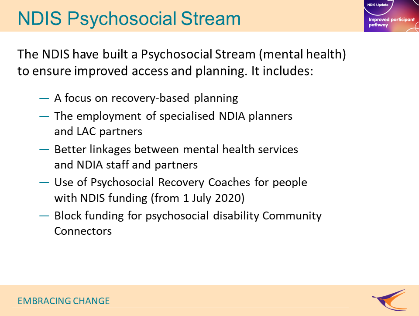 NDIS Psychosocial Stream
NDIS Update
Improved participant
pathway
The NDIS have built a Psychosocial Stream (mental health)
to ensure improved access and planning. It includes:
— A focus on recovery-based planning
— The employment of specialised NDIA planners
and LAC partners
— Better linkages between mental health services
and NDIA staff and partners
— Use of Psychosocial Recovery Coaches for people
with NDIS funding (from 1 July 2020)
— Block funding for psychosocial disability Community
Connectors
EMBRACING CHANGE